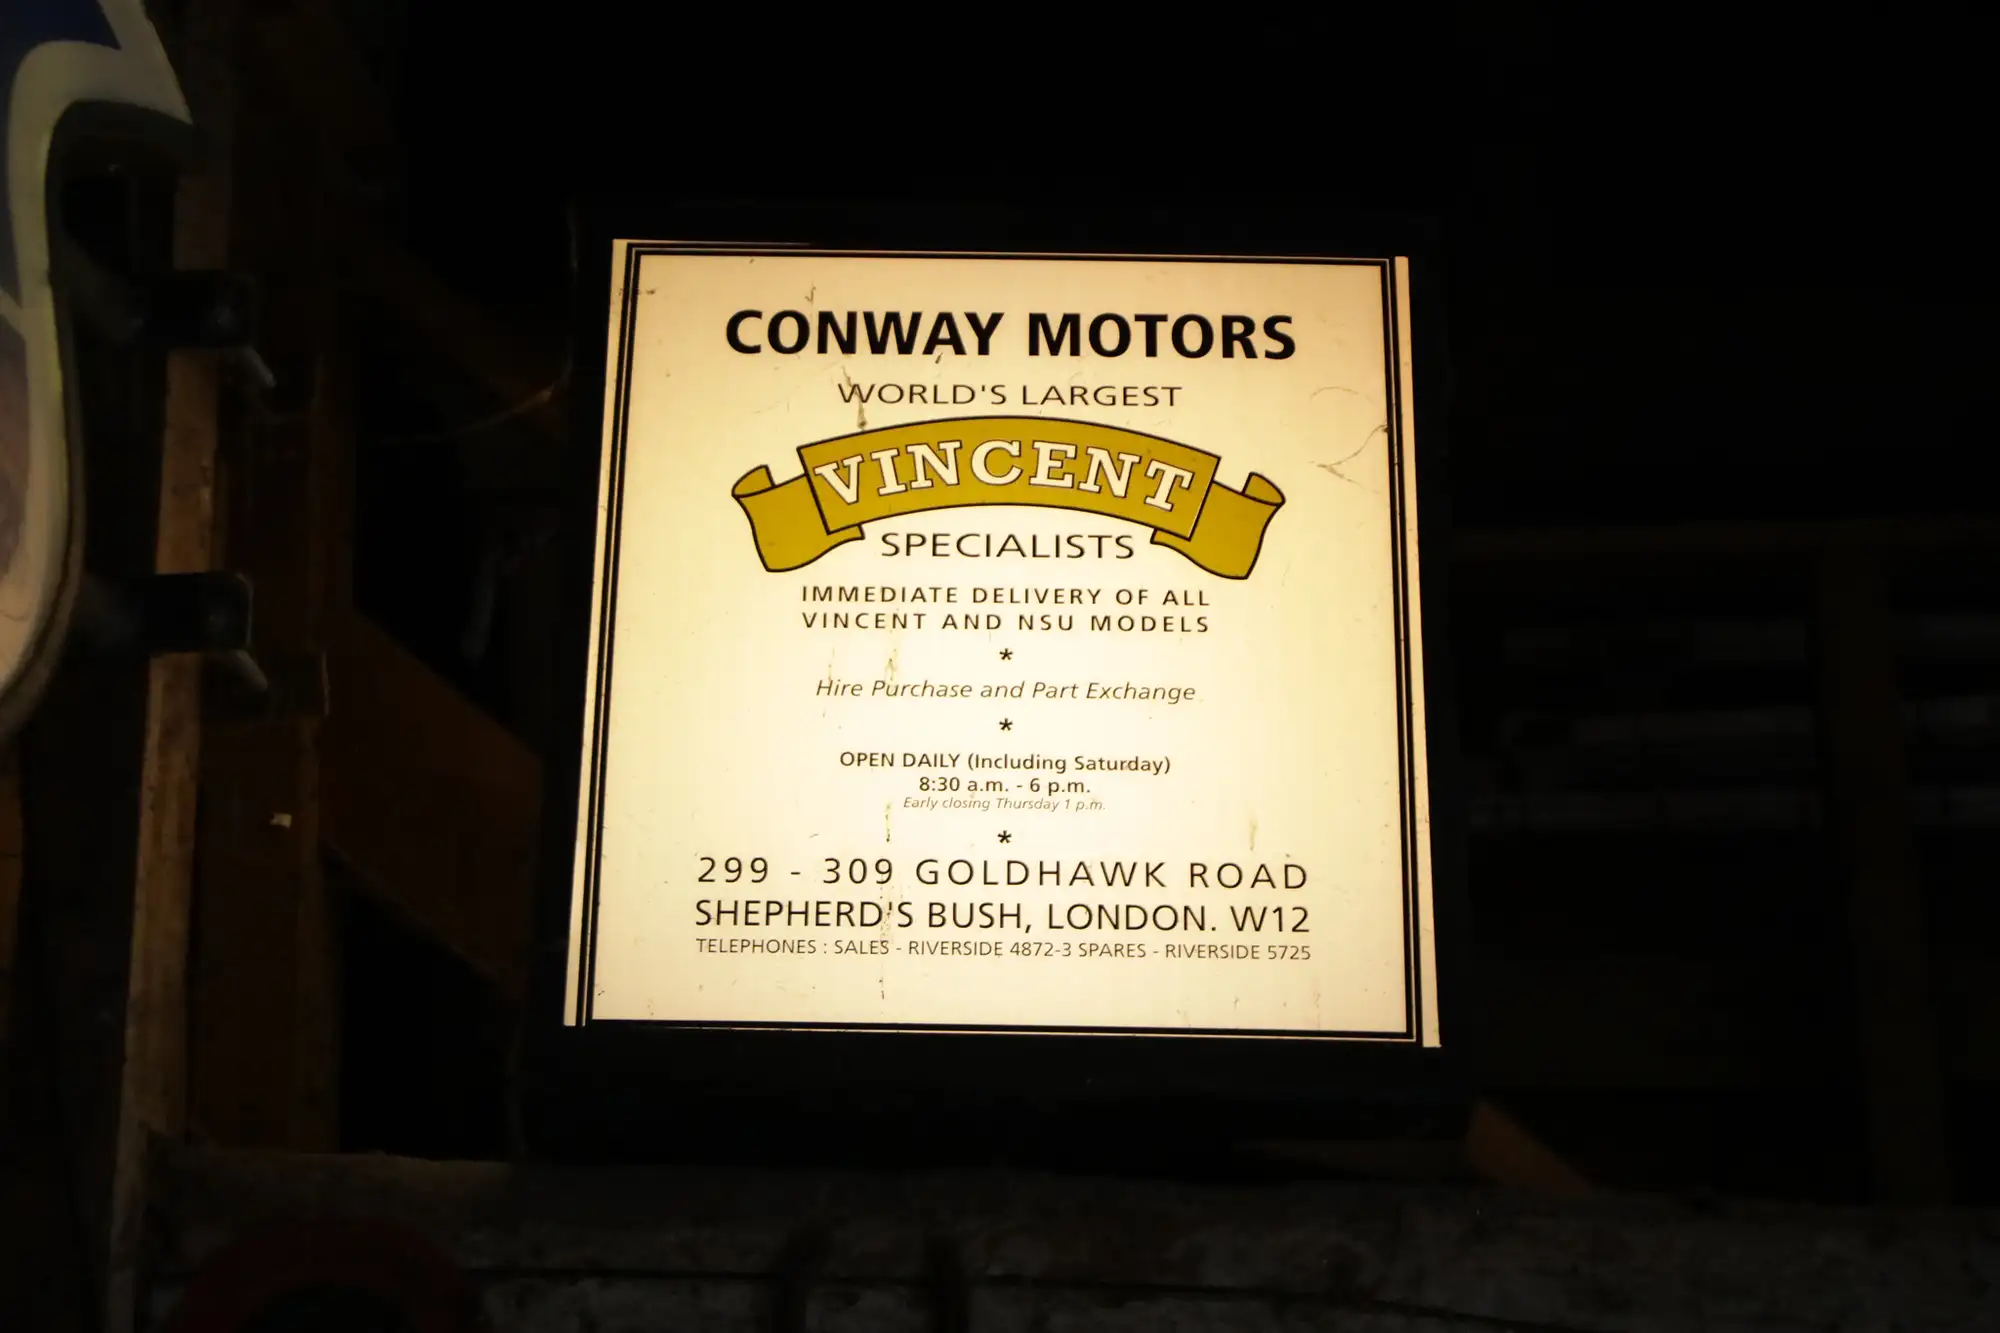 CONWAY MOTORS
WORLD'S LARGEST
VINCENT
SPECIALISTS
IMMEDIATE DELIVERY OF ALL
VINCENT AND NSU MODELS
*
Hire Purchase and Part Exchange
*
OPEN DAILY (Including Saturday)
8:30 a.m. - 6 p.m.
Early closing Thursday 1 p.m.
*
299 - 309 GOLDHAWK ROAD
SHEPHERD'S BUSH, LONDON. W12
TELEPHONES : SALES - RIVERSIDE 4872-3 SPARES - RIVERSIDE 5725